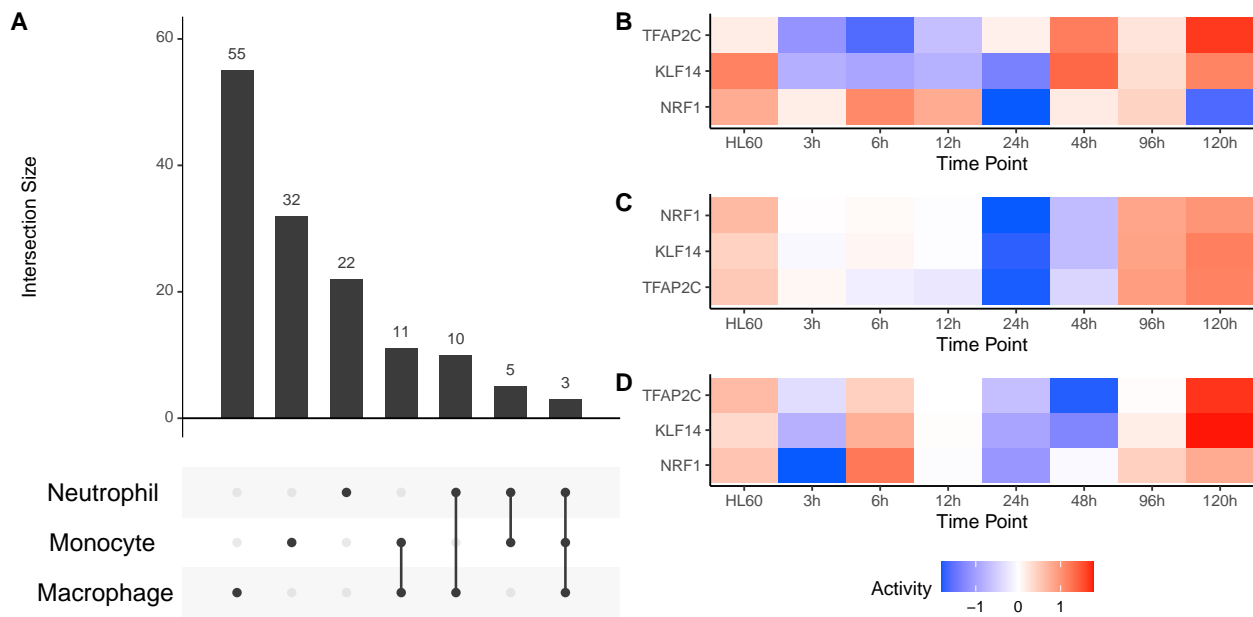 A
Intersection Size
60
40
20
0
55
32
22
11
10
5
3
Neutrophil
Monocyte
Macrophage
B
TFAP2C
KLF14
NRF1
HL60 3h 6h 12h 24h 48h 96h 120h
Time Point
C
NRF1
KLF14
TFAP2C
HL60 3h 6h 12h 24h 48h 96h 120h
Time Point
D
TFAP2C
KLF14
NRF1
HL60 3h 6h 12h 24h 48h 96h 120h
Time Point
Activity
−1 0 1